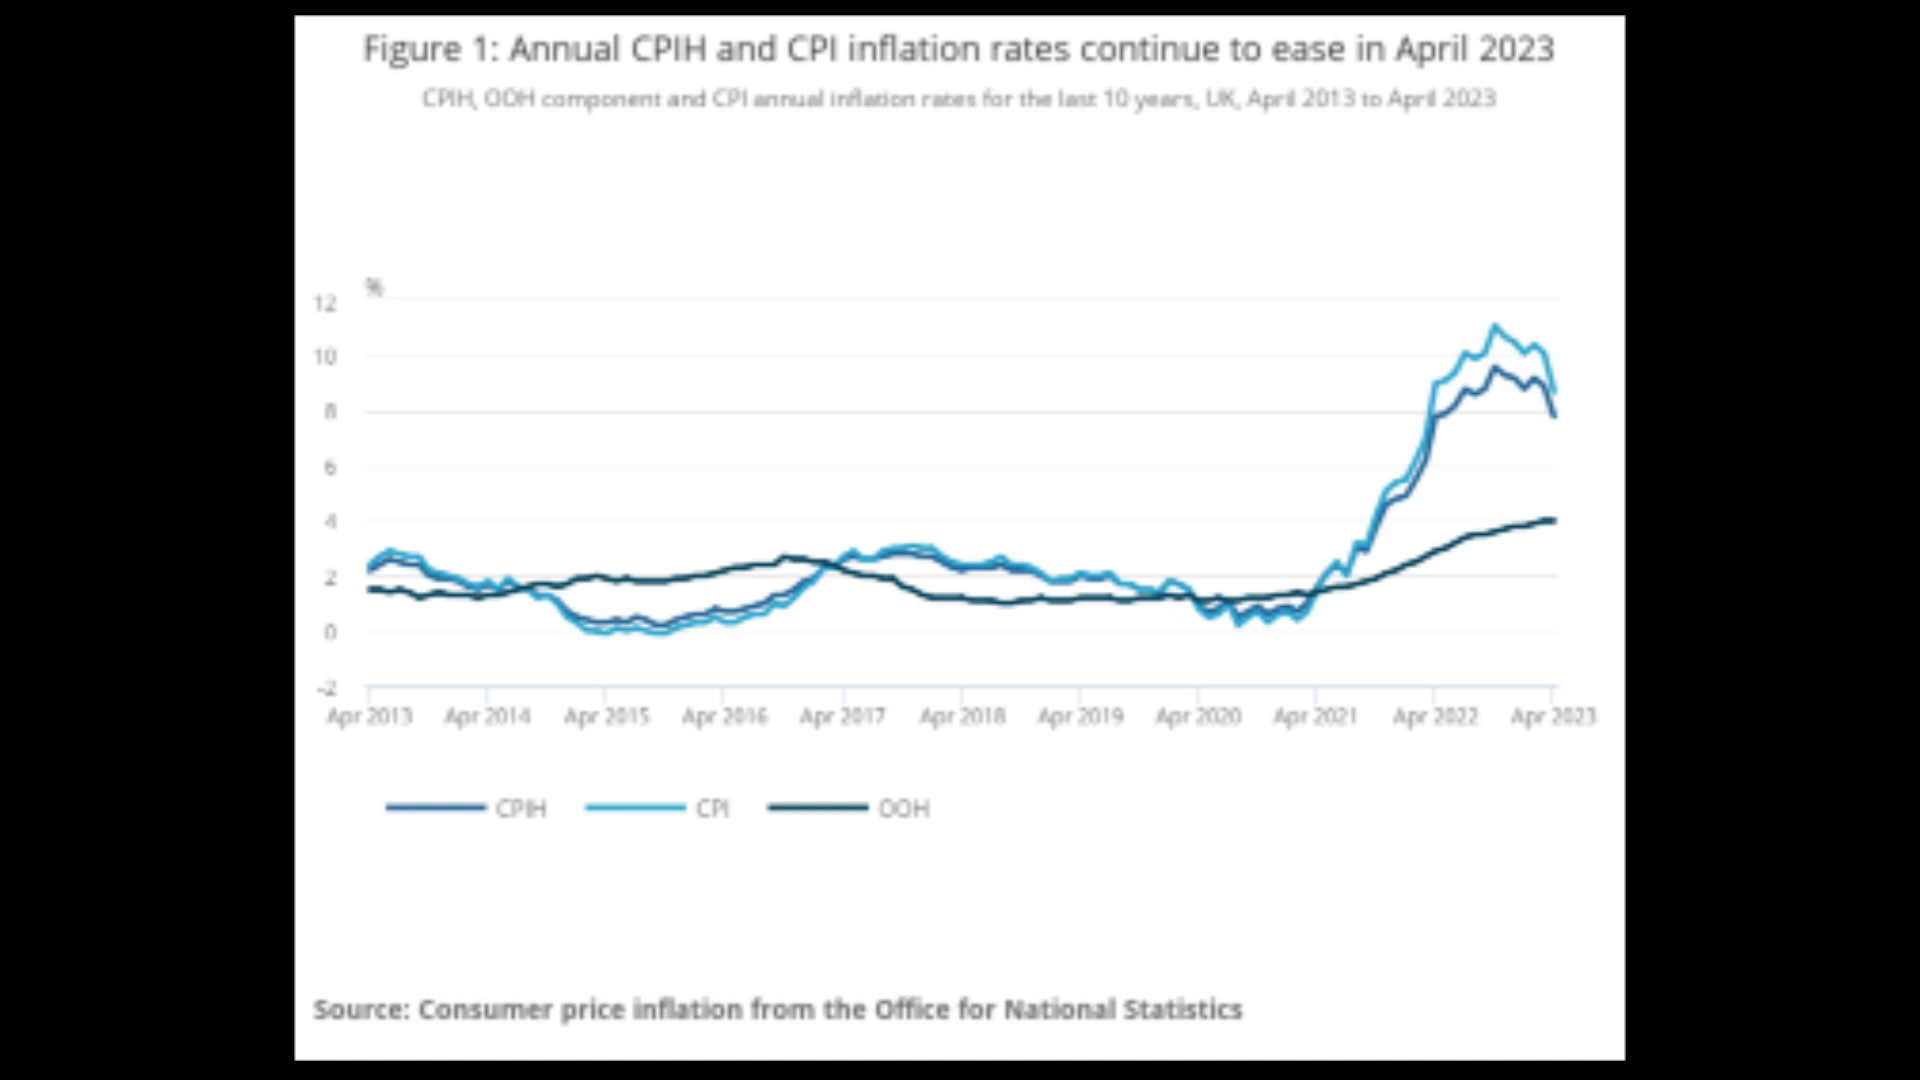 Figure 1: Annual CPIH and CPI inflation rates continue to ease in April 2023
CPIH, OOH component and CPI annual inflation rates for the last 10 years, UK, April 2013 to April 2023
%
12
10
8
6
4
2
0
-2
Apr 2013 Apr 2014 Apr 2015 Apr 2016 Apr 2017 Apr 2018 Apr 2019 Apr 2020 Apr 2021 Apr 2022 Apr 2023
CPIH CPI OOH
Source: Consumer price inflation from the Office for National Statistics